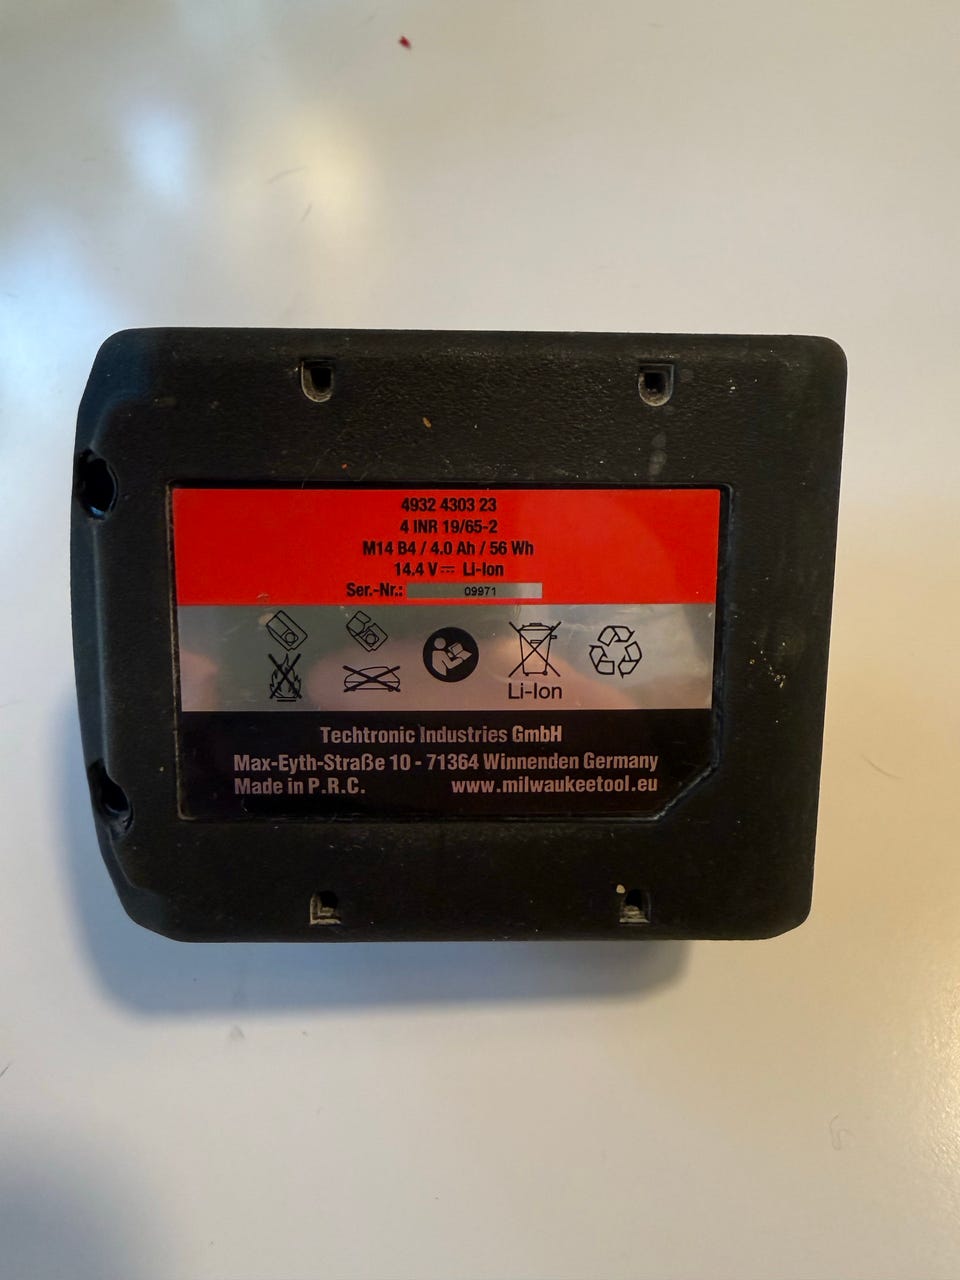 4932 4303 23
4 INR 19/65-2
M14 B4 / 4.0 Ah / 56 Wh
14.4 V ⎓ Li-Ion
Ser.-Nr.: 09971
Li-Ion
Techtronic Industries GmbH
Max-Eyth-Straße 10 - 71364 Winnenden Germany
Made in P.R.C. www.milwaukeetool.eu